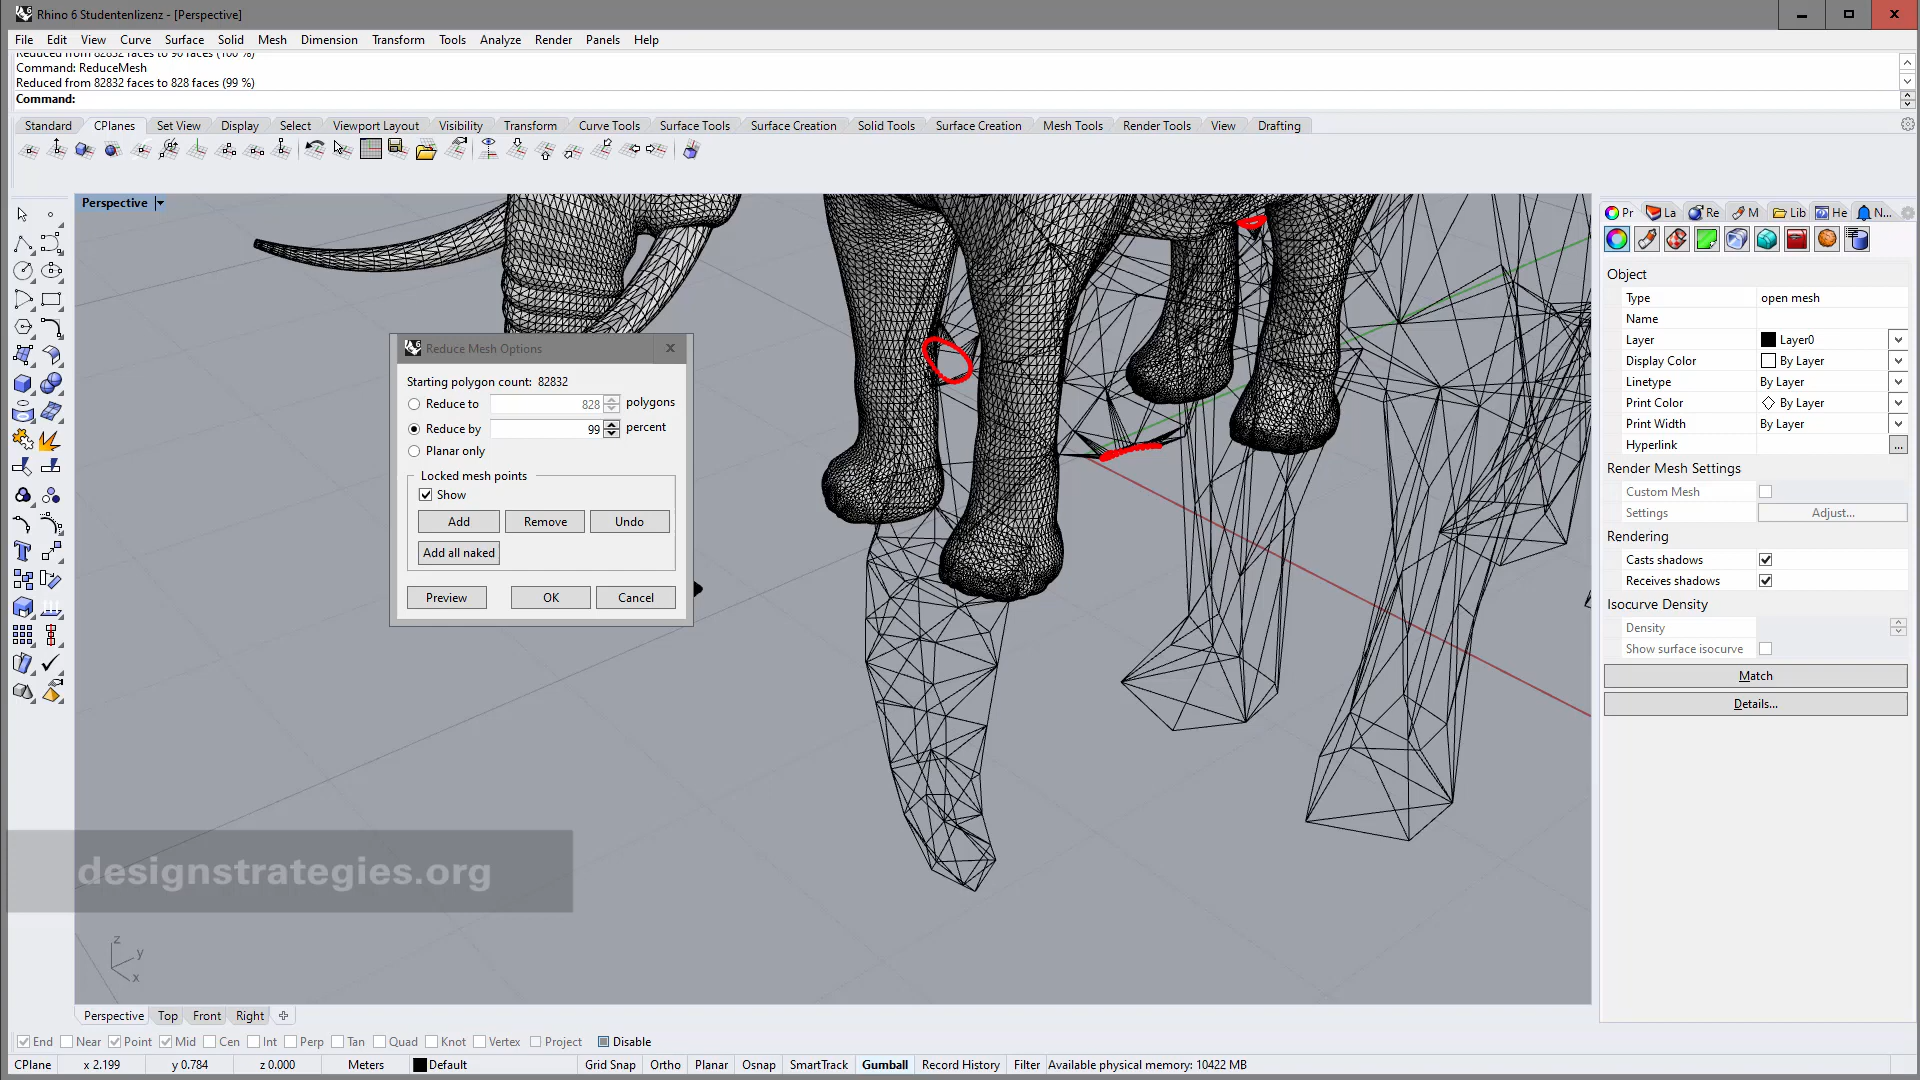 Rhino 6 Studentenlizenz - [Perspective]
File Edit View Curve Surface Solid Mesh Dimension Transform Tools Analyze Render Panels Help
Reduced from 82832 faces to 90 faces (100 %)
Command: ReduceMesh
Reduced from 82832 faces to 828 faces (99 %)
Command:
Standard CPlanes Set View Display Select Viewport Layout Visibility Transform Curve Tools Surface Tools Surface Creation Solid Tools Surface Creation Mesh Tools Render Tools View Drafting
Perspective
Pr La Re M Lib He N...
Object
Type open mesh
Name
Layer Layer0
Display Color By Layer
Linetype By Layer
Print Color By Layer
Print Width By Layer
Hyperlink ...
Render Mesh Settings
Custom Mesh
Settings Adjust...
Rendering
Casts shadows
Receives shadows
Isocurve Density
Density
Show surface isocurve
Match
Details...
Reduce Mesh Options
Starting polygon count: 82832
Reduce to 828 polygons
Reduce by 99 percent
Planar only
Locked mesh points
Show
Add Remove Undo
Add all naked
Preview OK Cancel
designstrategies.org
z
y
x
Perspective Top Front Right
End Near Point Mid Cen Int Perp Tan Quad Knot Vertex Project Disable
CPlane x 2.199 y 0.784 z 0.000 Meters Default Grid Snap Ortho Planar Osnap SmartTrack Gumball Record History Filter Available physical memory: 10422 MB